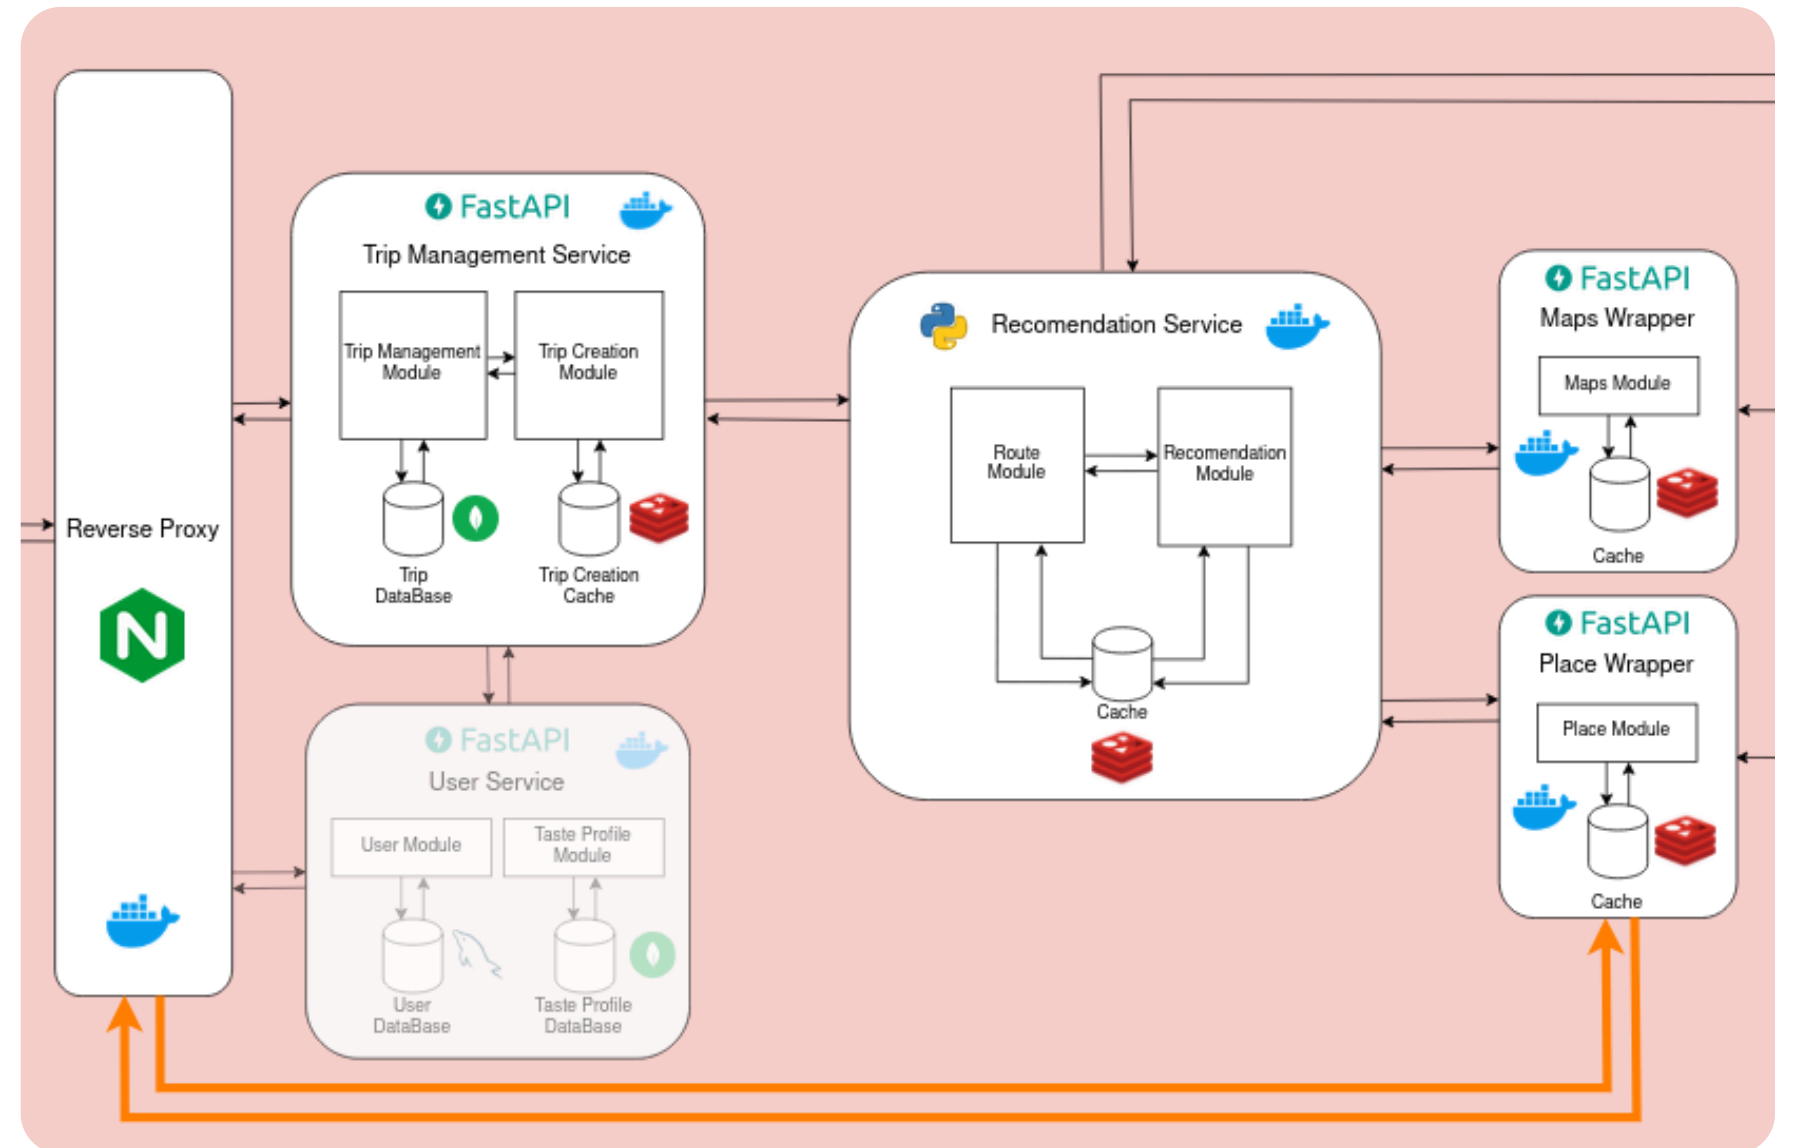 Reverse Proxy
FastAPI
Trip Management Service
Trip Management
Module
Trip Creation
Module
Trip
DataBase
Trip Creation
Cache
FastAPI
User Service
User Module
Taste Profile
Module
User
DataBase
Taste Profile
DataBase
Recomendation Service
Route
Module
Recomendation
Module
Cache
FastAPI
Maps Wrapper
Maps Module
Cache
FastAPI
Place Wrapper
Place Module
Cache